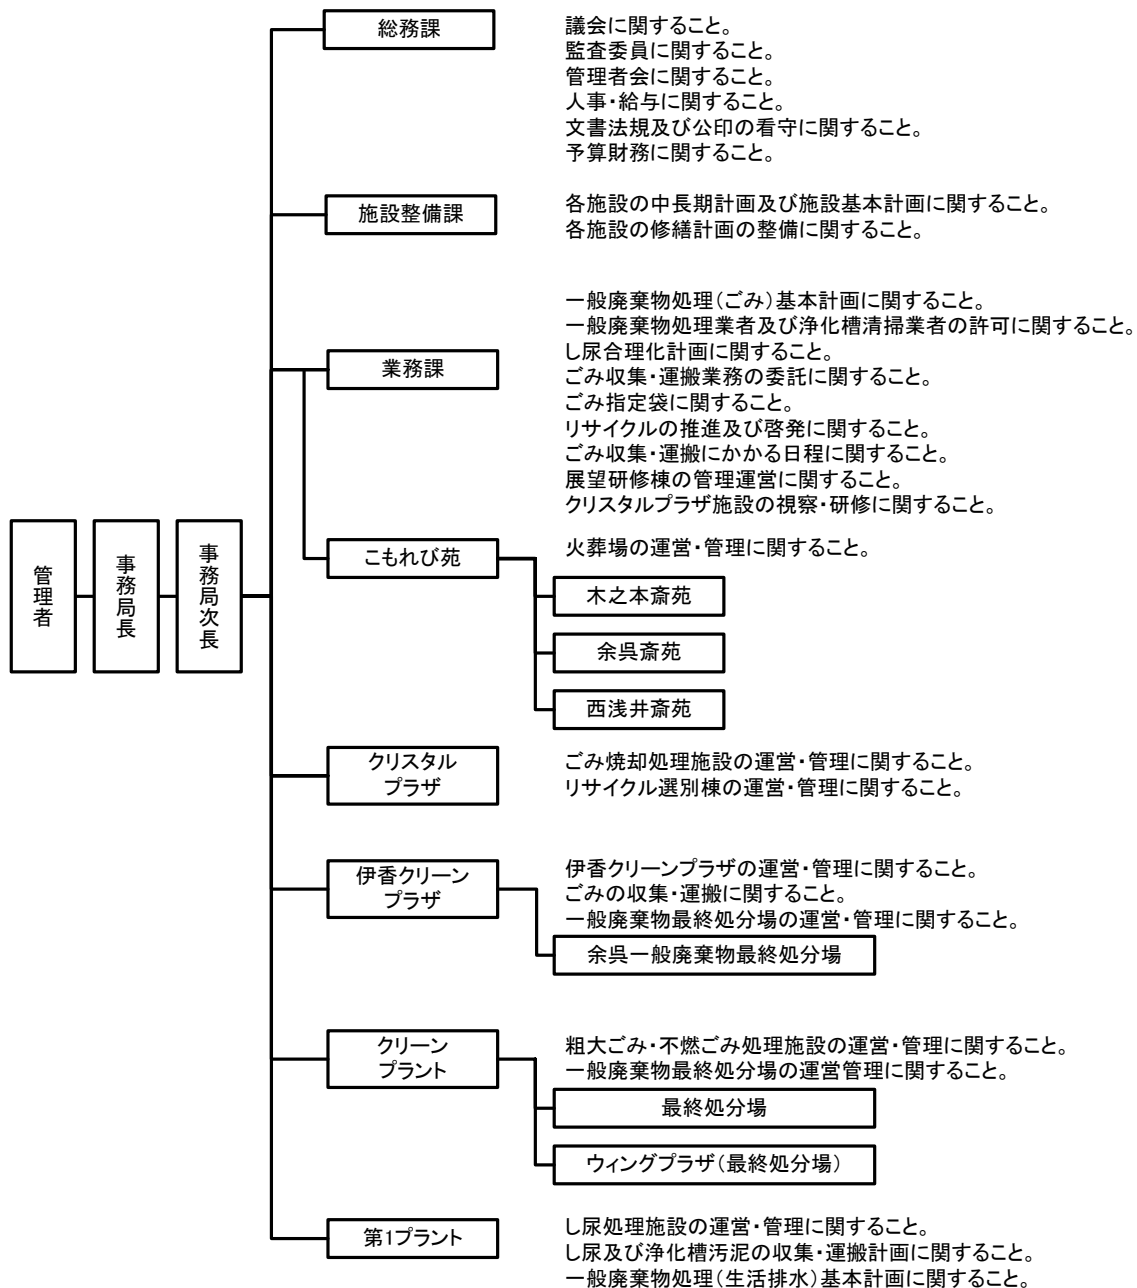 総務課
議会に関すること。
監査委員に関すること。
管理者会に関すること。
人事・給与に関すること。
文書法規及び公印の看守に関すること。
予算財務に関すること。
施設整備課
各施設の中長期計画及び施設基本計画に関すること。
各施設の修繕計画の整備に関すること。
業務課
一般廃棄物処理(ごみ)基本計画に関すること。
一般廃棄物処理業者及び浄化槽清掃業者の許可に関すること。
し尿合理化計画に関すること。
ごみ収集・運搬業務の委託に関すること。
ごみ指定袋に関すること。
リサイクルの推進及び啓発に関すること。
ごみ収集・運搬にかかる日程に関すること。
展望研修棟の管理運営に関すること。
クリスタルプラザ施設の視察・研修に関すること。
管理者
事務局長
事務局次長
こもれび苑
火葬場の運営・管理に関すること。
木之本斎苑
余呉斎苑
西浅井斎苑
クリスタル
プラザ
ごみ焼却処理施設の運営・管理に関すること。
リサイクル選別棟の運営・管理に関すること。
伊香クリーン
プラザ
伊香クリーンプラザの運営・管理に関すること。
ごみの収集・運搬に関すること。
一般廃棄物最終処分場の運営・管理に関すること。
余呉一般廃棄物最終処分場
クリーン
プラント
粗大ごみ・不燃ごみ処理施設の運営・管理に関すること。
一般廃棄物最終処分場の運営管理に関すること。
最終処分場
ウィングプラザ(最終処分場)
第1プラント
し尿処理施設の運営・管理に関すること。
し尿及び浄化槽汚泥の収集・運搬計画に関すること。
一般廃棄物処理(生活排水)基本計画に関すること。